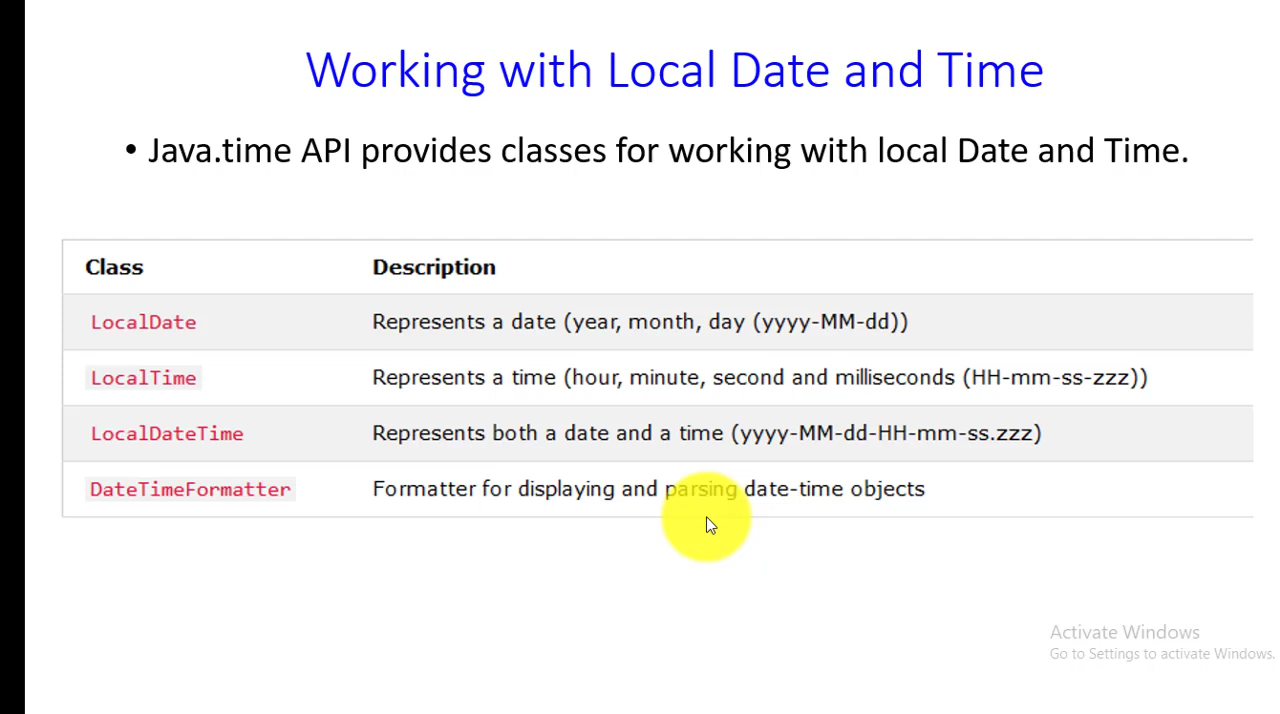 Working with Local Date and Time
• Java.time API provides classes for working with local Date and Time.
Class Description
LocalDate Represents a date (year, month, day (yyyy-MM-dd))
LocalTime Represents a time (hour, minute, second and milliseconds (HH-mm-ss-zzz))
LocalDateTime Represents both a date and a time (yyyy-MM-dd-HH-mm-ss.zzz)
DateTimeFormatter Formatter for displaying and parsing date-time objects
Activate Windows
Go to Settings to activate Windows.